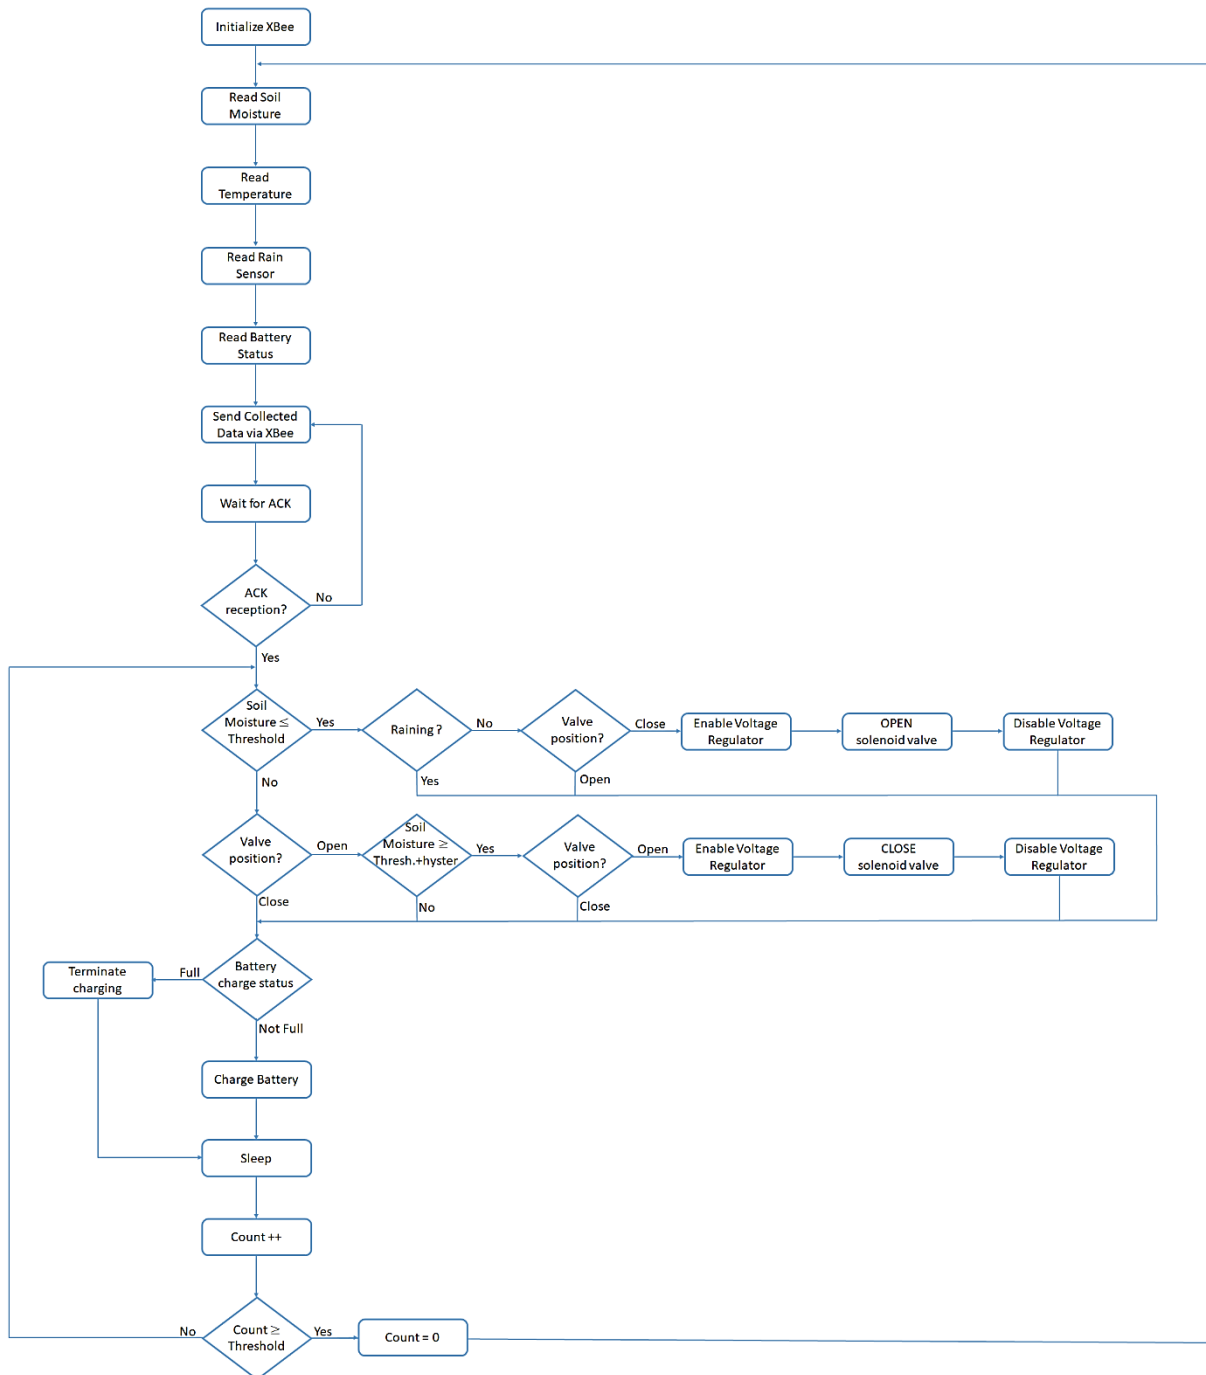 Initialize XBee
Read Soil
Moisture
Read
Temperature
Read Rain
Sensor
Read Battery
Status
Send Collected
Data via XBee
Wait for ACK
ACK
reception?
No
Yes
Soil
Moisture ≤
Threshold
Yes
Raining ?
No
Valve
position?
Close
Enable Voltage
Regulator
OPEN
solenoid valve
Disable Voltage
Regulator
No
Yes
Open
Valve
position?
Open
Soil
Moisture ≥
Thresh.+hyster
Yes
Valve
position?
Open
Enable Voltage
Regulator
CLOSE
solenoid valve
Disable Voltage
Regulator
Close
No
Close
Battery
charge status
Full
Terminate
charging
Not Full
Charge Battery
Sleep
Count ++
Count ≥
Threshold
No
Yes
Count = 0